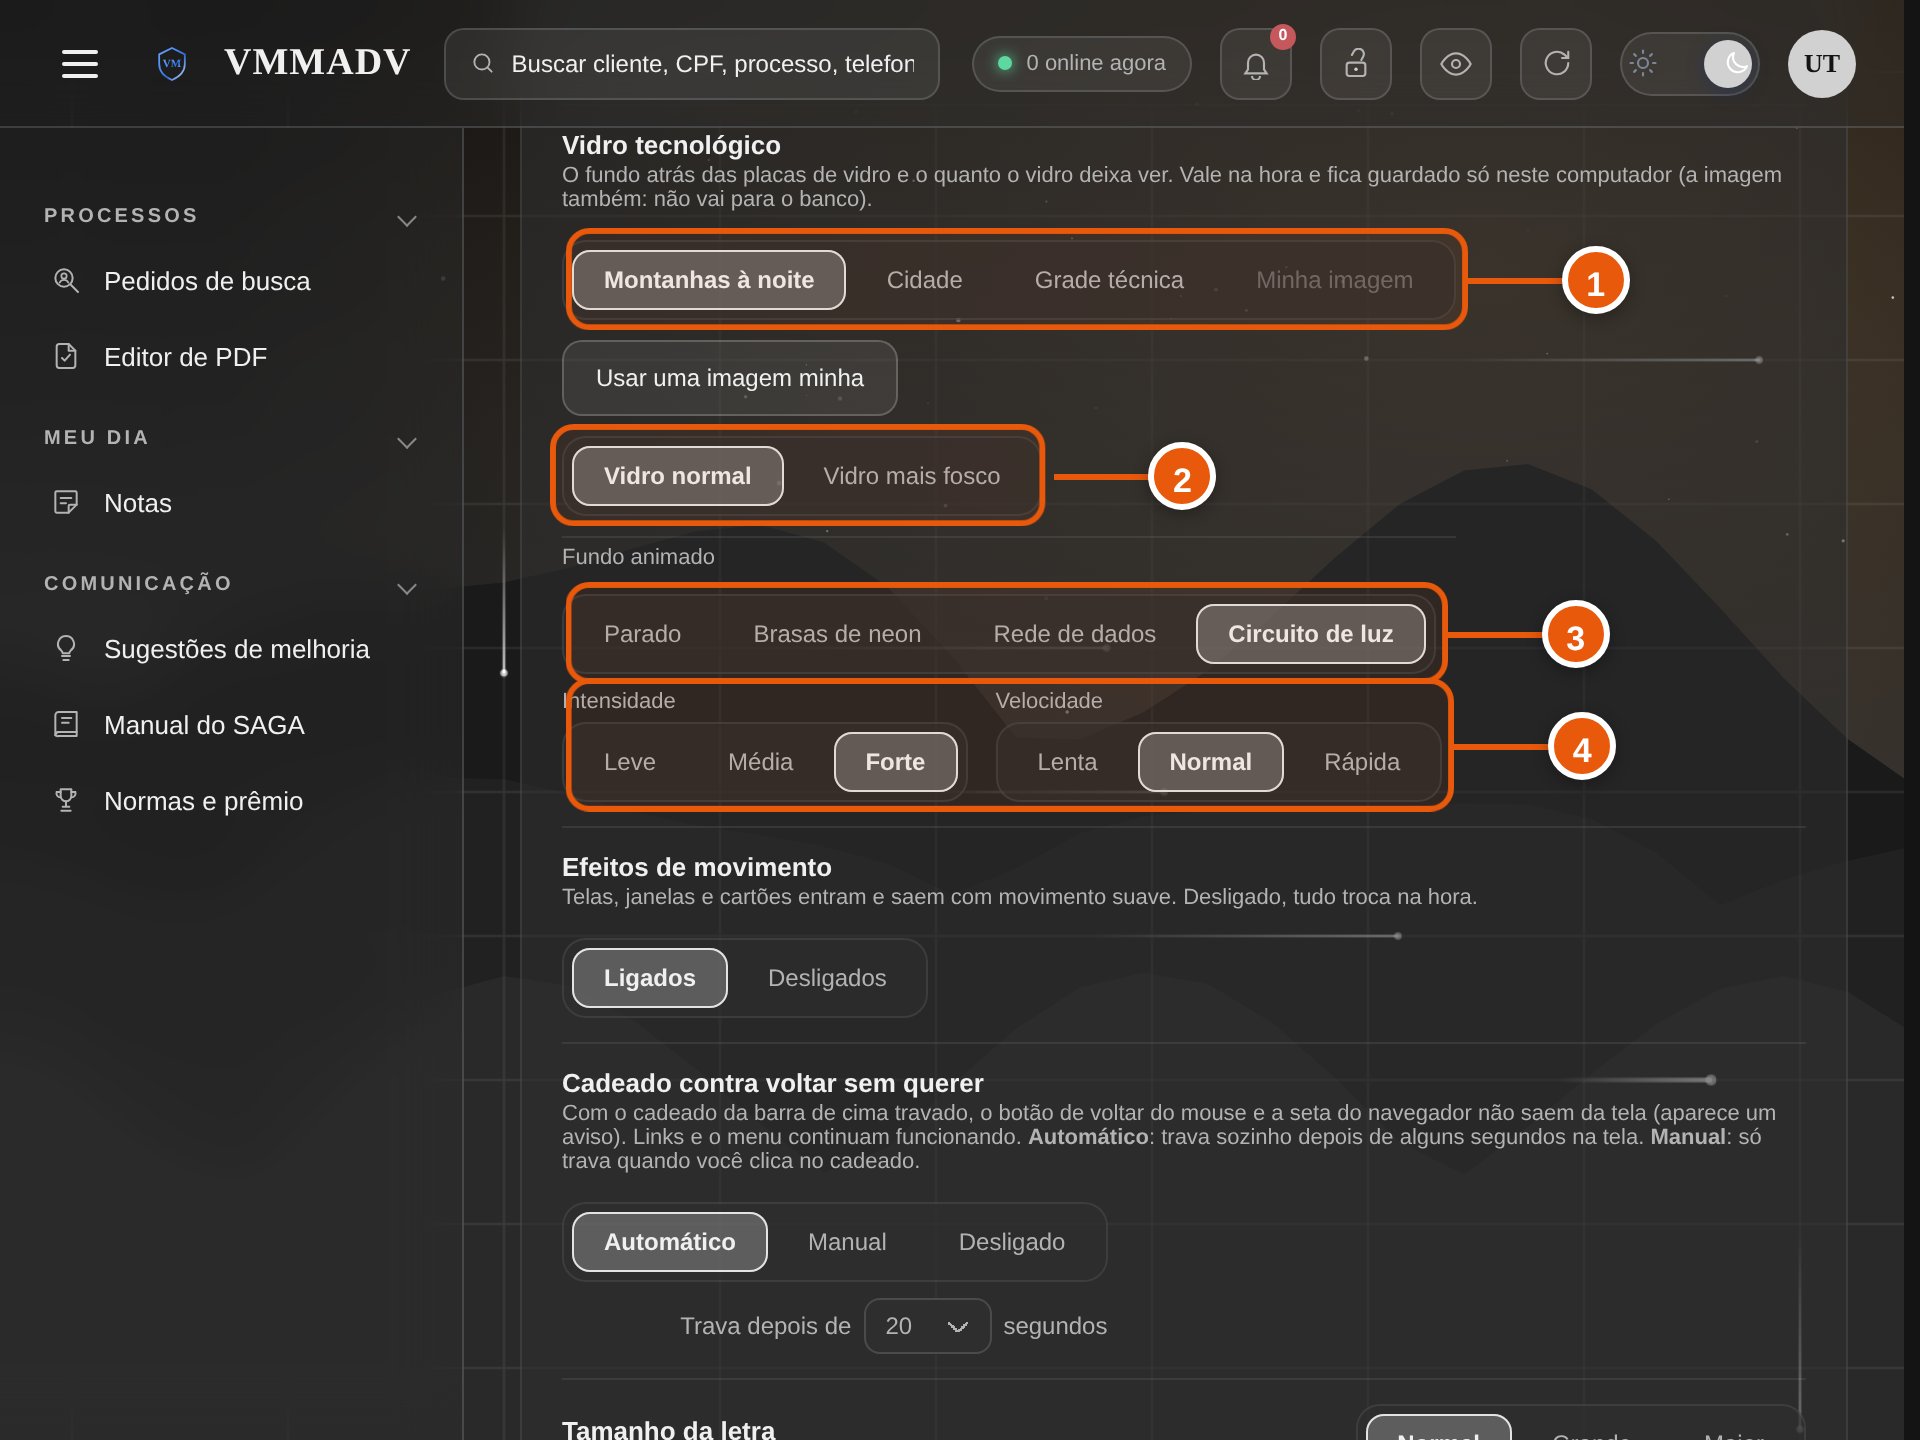 VM
VMMADV
Buscar cliente, CPF, processo, telefon
0 online agora
0
UT
PROCESSOS
Pedidos de busca
Editor de PDF
MEU DIA
Notas
COMUNICAÇÃO
Sugestões de melhoria
Manual do SAGA
Normas e prêmio
Vidro tecnológico
O fundo atrás das placas de vidro e o quanto o vidro deixa ver. Vale na hora e fica guardado só neste computador (a imagem
também: não vai para o banco).
Montanhas à noite Cidade Grade técnica Minha imagem
1
Usar uma imagem minha
Vidro normal Vidro mais fosco
2
Fundo animado
Parado Brasas de neon Rede de dados Circuito de luz
3
Intensidade Velocidade
Leve Média Forte Lenta Normal Rápida
4
Efeitos de movimento
Telas, janelas e cartões entram e saem com movimento suave. Desligado, tudo troca na hora.
Ligados Desligados
Cadeado contra voltar sem querer
Com o cadeado da barra de cima travado, o botão de voltar do mouse e a seta do navegador não saem da tela (aparece um
aviso). Links e o menu continuam funcionando. Automático: trava sozinho depois de alguns segundos na tela. Manual: só
trava quando você clica no cadeado.
Automático Manual Desligado
Trava depois de 20 segundos
Tamanho da letra
Normal Grande Maior